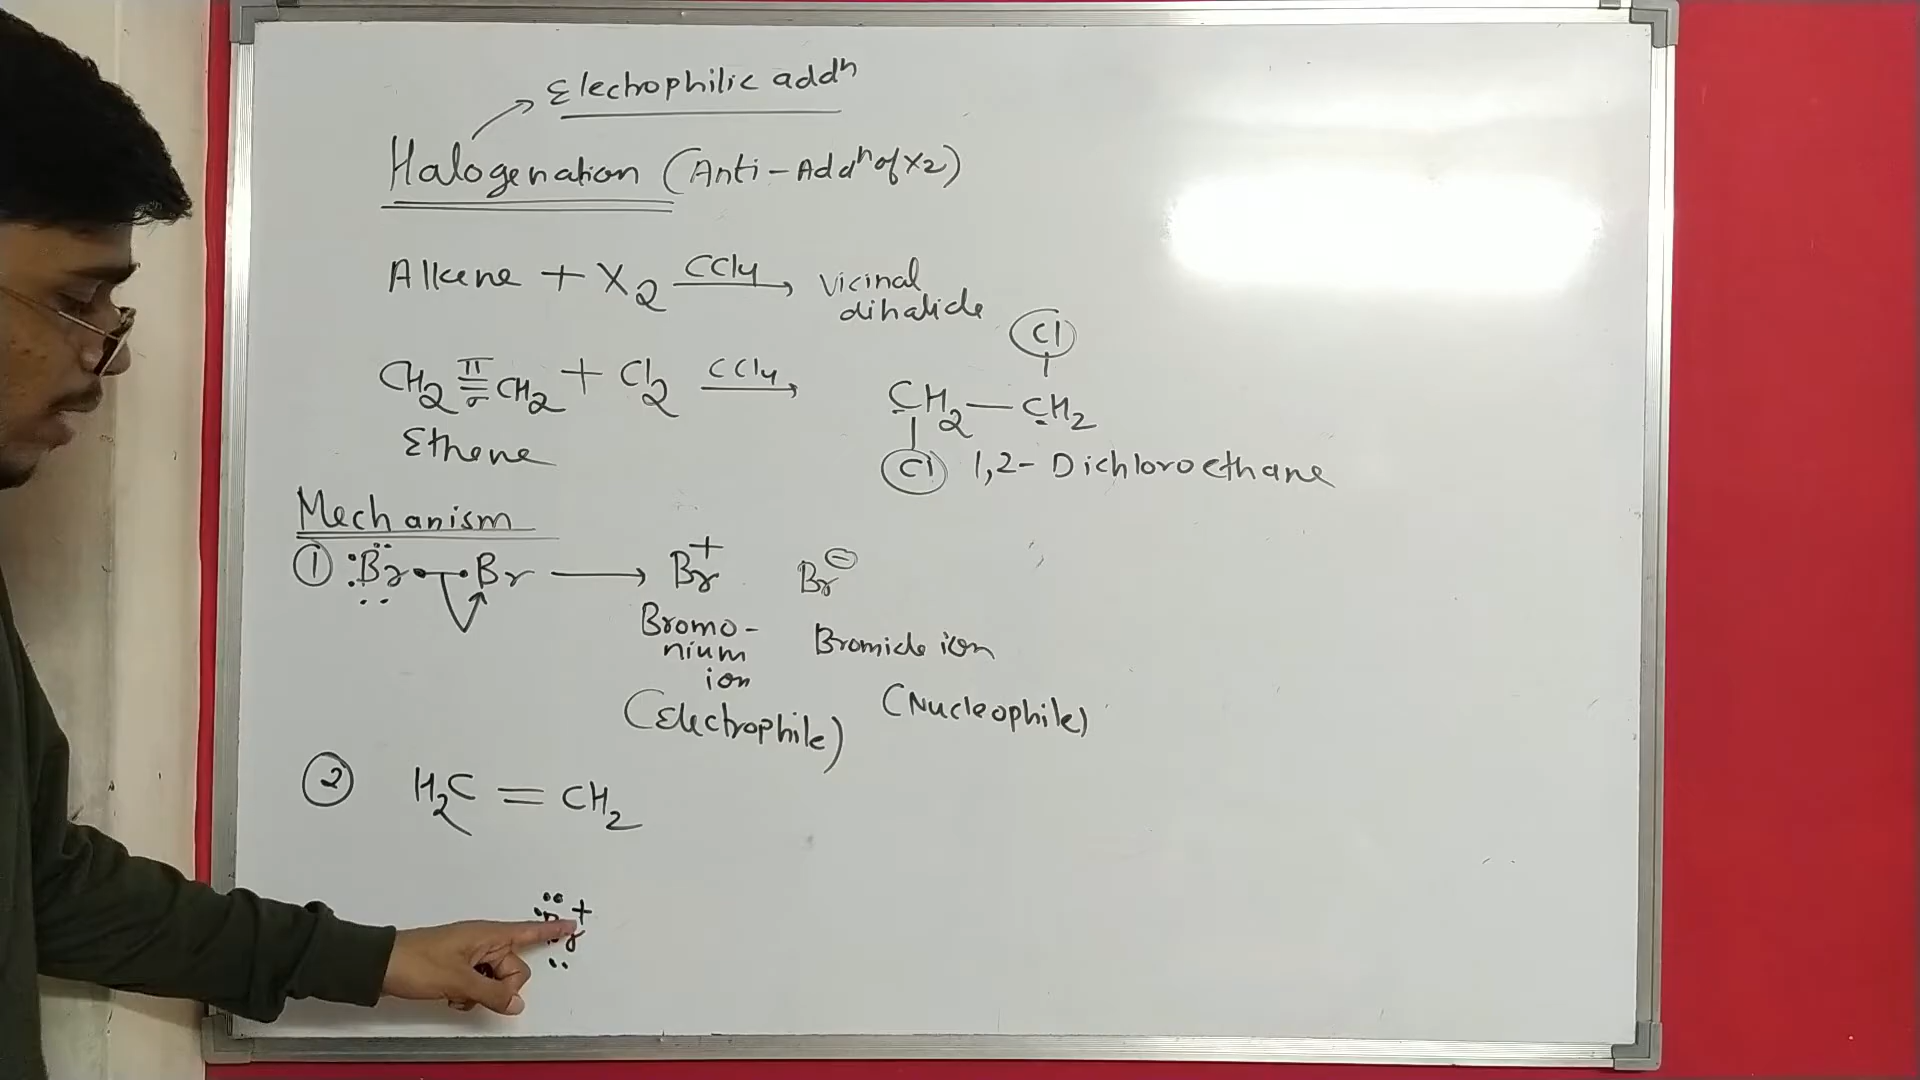 Electrophilic addⁿ
Halogenation (Anti-Addⁿ of X2)
Alkene + X2 CCl4 → Vicinal dihalide
CH2 π σ CH2 + Cl2 CCl4 →
Ethene
Cl
CH2 — CH2
Cl 1,2-Dichloroethane
Mechanism
① :Br • — • Br → Br+ Br⊖
Bromo-
nium
ion
Bromide ion
(Electrophile) (Nucleophile)
② H2C = CH2
+